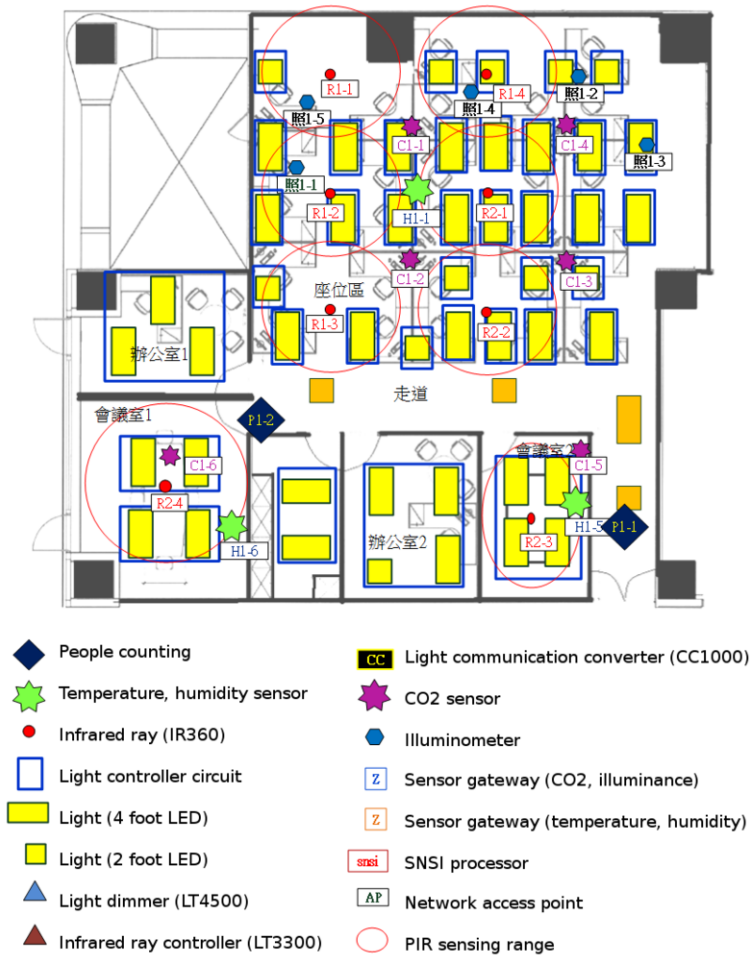 R1-1
R1-4
照1-2
照1-5
照1-4
C1-1
C1-4
照1-3
照1-1
R1-2
H1-1
R2-1
C1-2
C1-3
座位區
R1-3
R2-2
辦公室1
走道
會議室1
P1-2
會議室2
C1-6
C1-5
R2-4
H1-5
P1-1
辦公室2
R2-3
H1-6
People counting
Temperature, humidity sensor
Infrared ray (IR360)
Light controller circuit
Light (4 foot LED)
Light (2 foot LED)
Light dimmer (LT4500)
Infrared ray controller (LT3300)
CC Light communication converter (CC1000)
CO2 sensor
Illuminometer
Z Sensor gateway (CO2, illuminance)
Z Sensor gateway (temperature, humidity)
snsi SNSI processor
AP Network access point
PIR sensing range